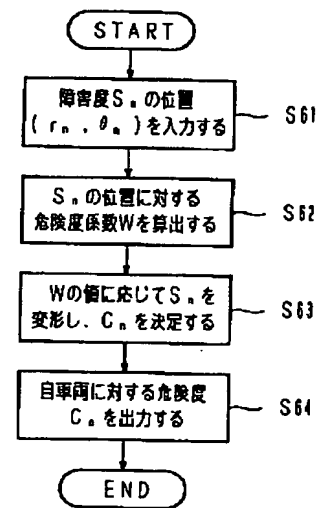 START
障害度Sₙの位置
(rₙ, θₙ)を入力する
S61
Sₙの位置に対する
危険度係数Wを算出する
S62
Wの値に応じてSₙを
変形し、Cₙを決定する
S63
自車両に対する危険度
Cₙを出力する
S64
END